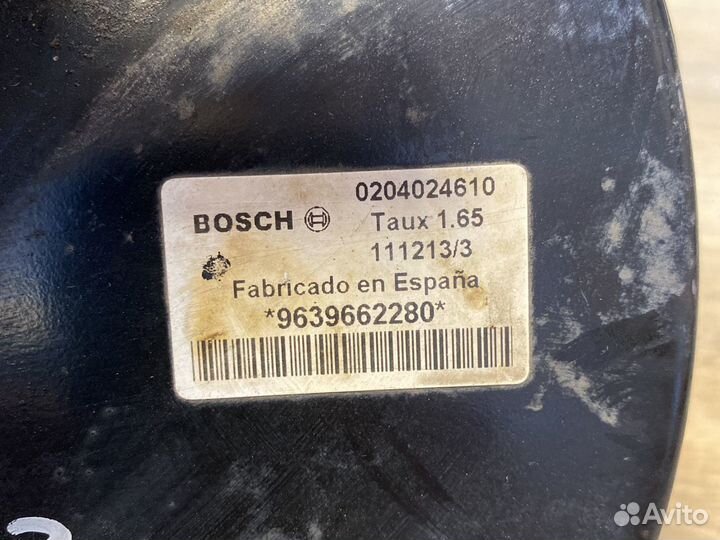 0204024610
BOSCH Taux 1.65
111213/3
Fabricado en España
*9639662280*
Avito